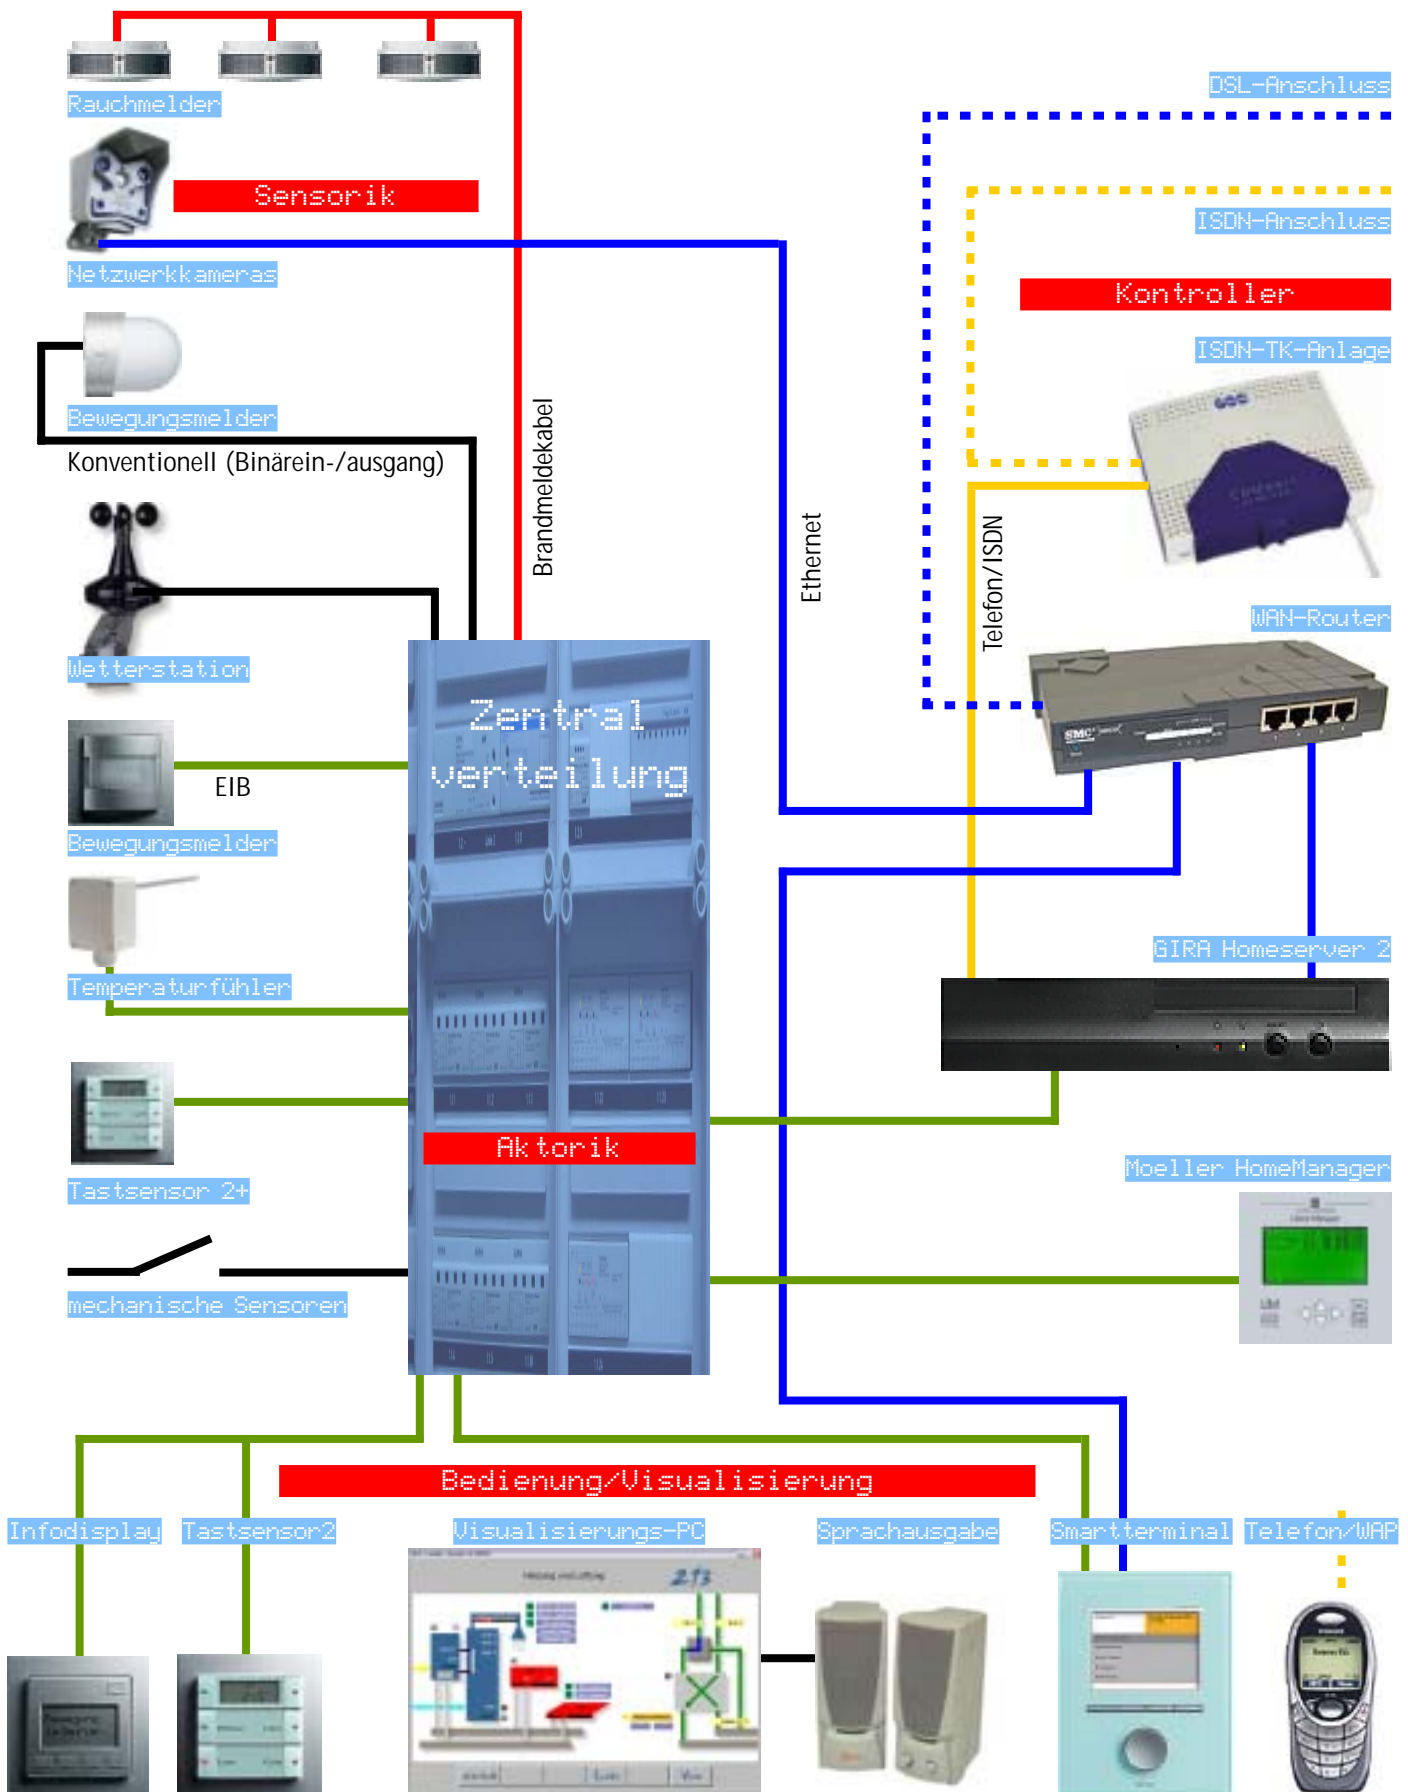 Rauchmelder
DSL-Anschluss
Sensorik
ISDN-Anschluss
Netzwerkkameras
Kontroller
ISDN-TK-Anlage
Bewegungsmelder
Konventionell (Binärein-/ausgang)
Brandmeldekabel
Ethernet
Telefon/ISDN
WAN-Router
Wetterstation
Zentral
verteilung
SMC
EIB
Bewegungsmelder
GIRA Homeserver 2
Temperaturfühler
Aktorik
Moeller HomeManager
Tastsensor 2+
mechanische Sensoren
Bedienung/Visualisierung
Infodisplay
Tastsensor2
Visualisierungs-PC
Sprachausgabe
Smartterminal
Telefon/WAP
213